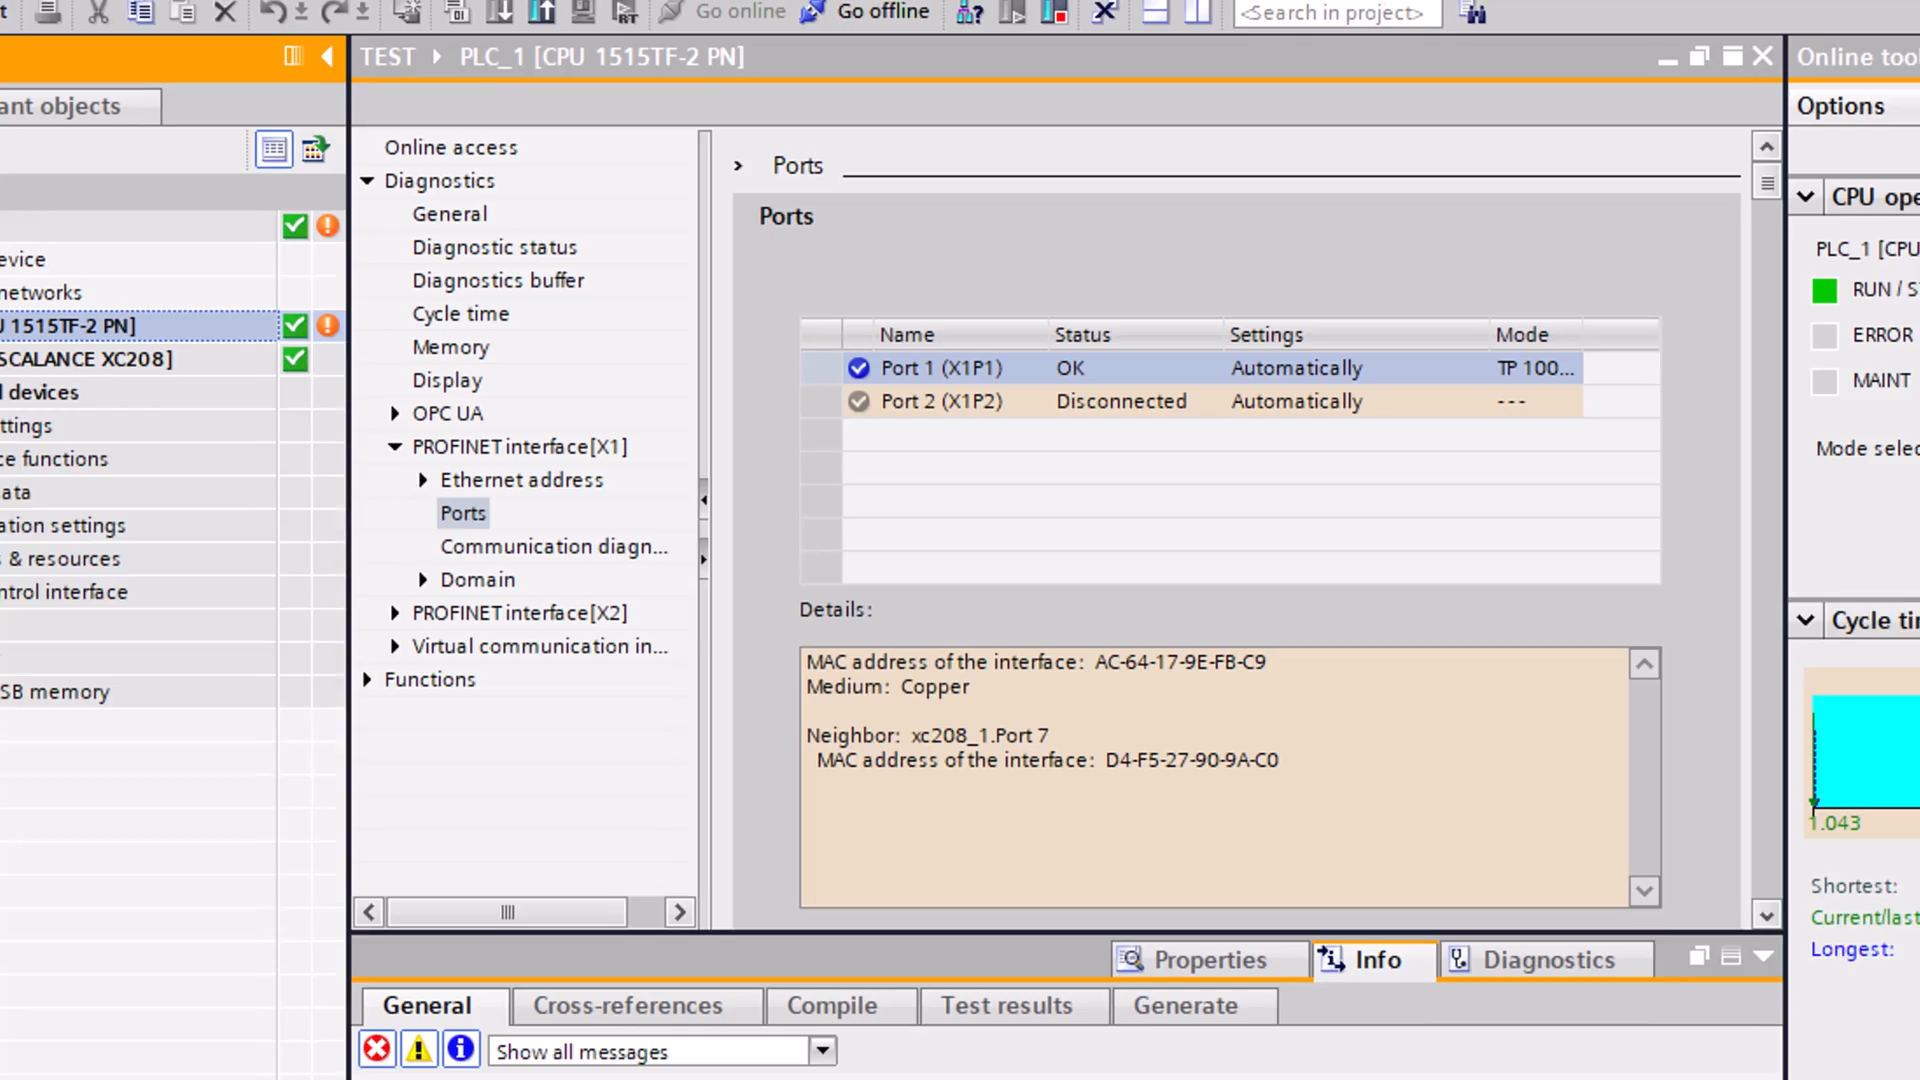 Go online
Go offline
<Search in project>
TEST
PLC_1 [CPU 1515TF-2 PN]
Online tool
ant objects
Options
Online access
Diagnostics
General
Diagnostic status
Diagnostics buffer
Cycle time
Memory
Display
OPC UA
PROFINET interface[X1]
Ethernet address
Ports
Communication diagn...
Domain
PROFINET interface[X2]
Virtual communication in...
Functions
evice
networks
U 1515TF-2 PN]
SCALANCE XC208]
d devices
ttings
ce functions
ata
ation settings
s & resources
ntrol interface
SB memory
Ports
Ports
Name Status Settings Mode
Port 1 (X1P1) OK Automatically TP 100...
Port 2 (X1P2) Disconnected Automatically ---
Details:
MAC address of the interface: AC-64-17-9E-FB-C9
Medium: Copper
Neighbor: xc208_1.Port 7
MAC address of the interface: D4-F5-27-90-9A-C0
CPU ope
PLC_1 [CPU
RUN / S
ERROR
MAINT
Mode selec
Cycle tim
1.043
Shortest:
Current/last
Longest:
Properties
Info
Diagnostics
General
Cross-references
Compile
Test results
Generate
Show all messages